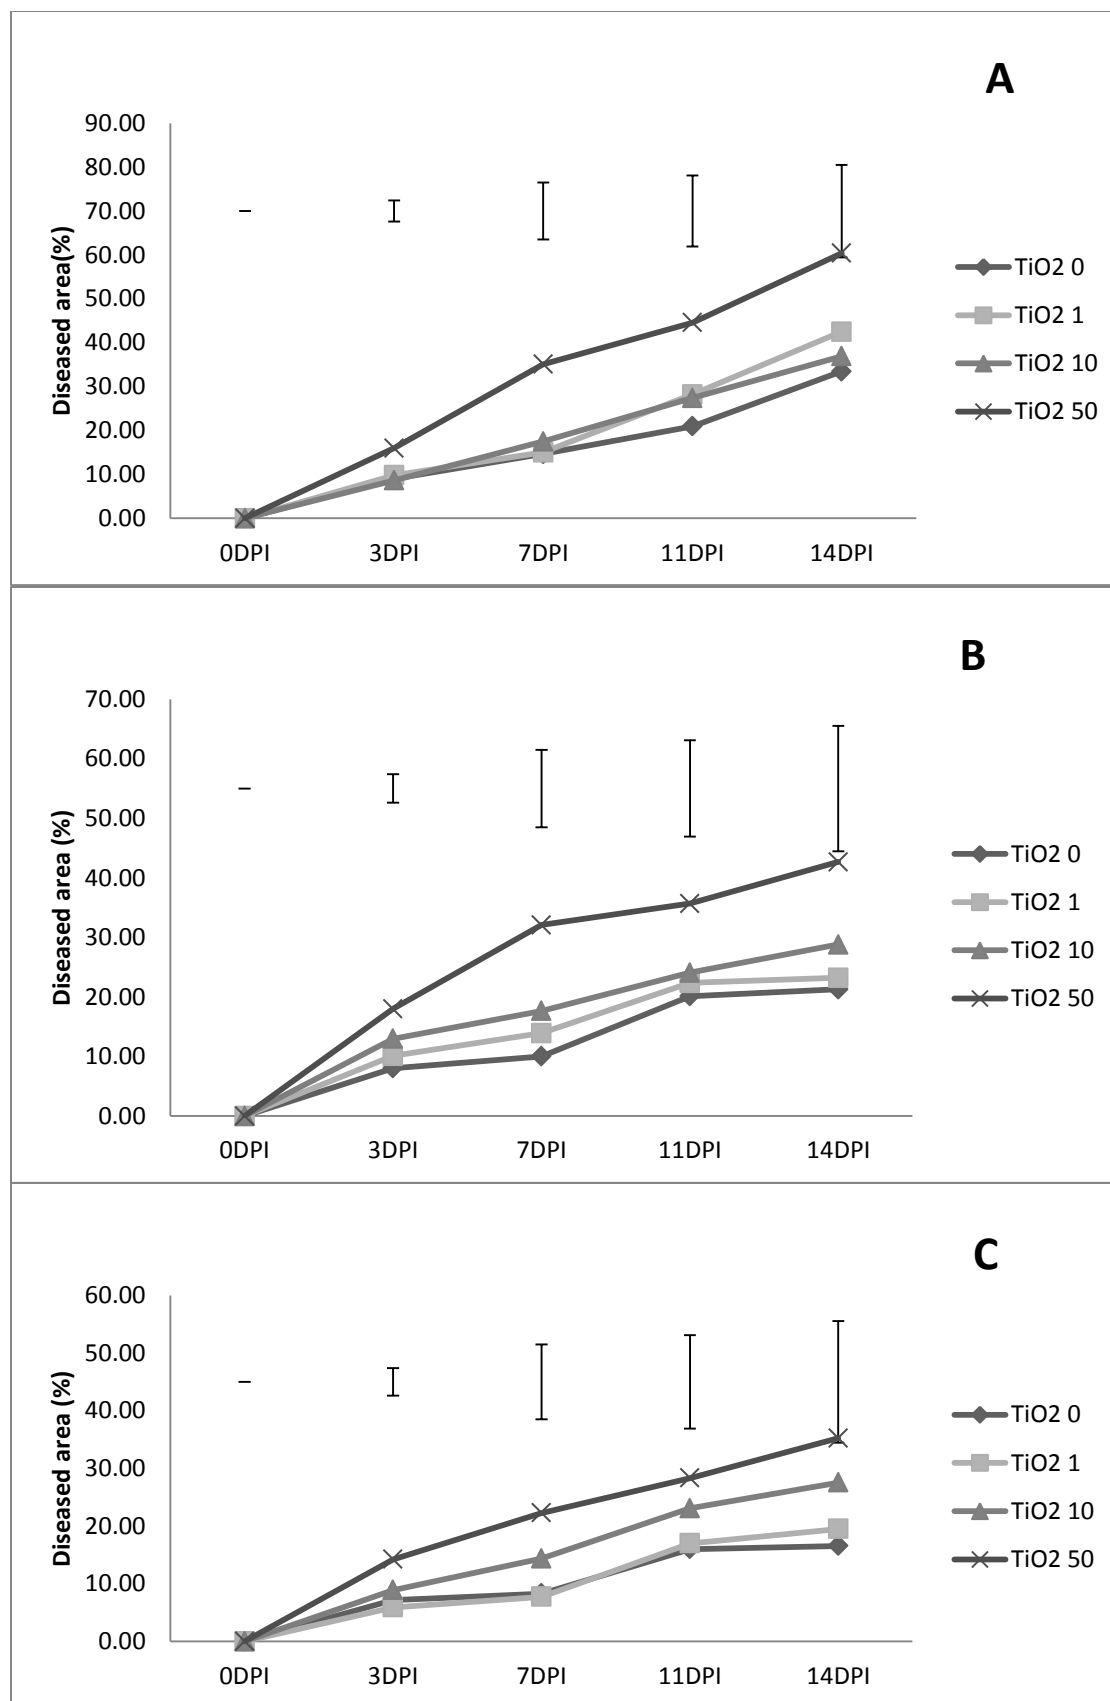 A
90.00
80.00
70.00
60.00
50.00
40.00
30.00
20.00
10.00
0.00
Diseased area(%)
0DPI 3DPI 7DPI 11DPI 14DPI
TiO2 0
TiO2 1
TiO2 10
TiO2 50
B
70.00
60.00
50.00
40.00
30.00
20.00
10.00
0.00
Diseased area (%)
0DPI 3DPI 7DPI 11DPI 14DPI
TiO2 0
TiO2 1
TiO2 10
TiO2 50
C
60.00
50.00
40.00
30.00
20.00
10.00
0.00
Diseased area (%)
0DPI 3DPI 7DPI 11DPI 14DPI
TiO2 0
TiO2 1
TiO2 10
TiO2 50